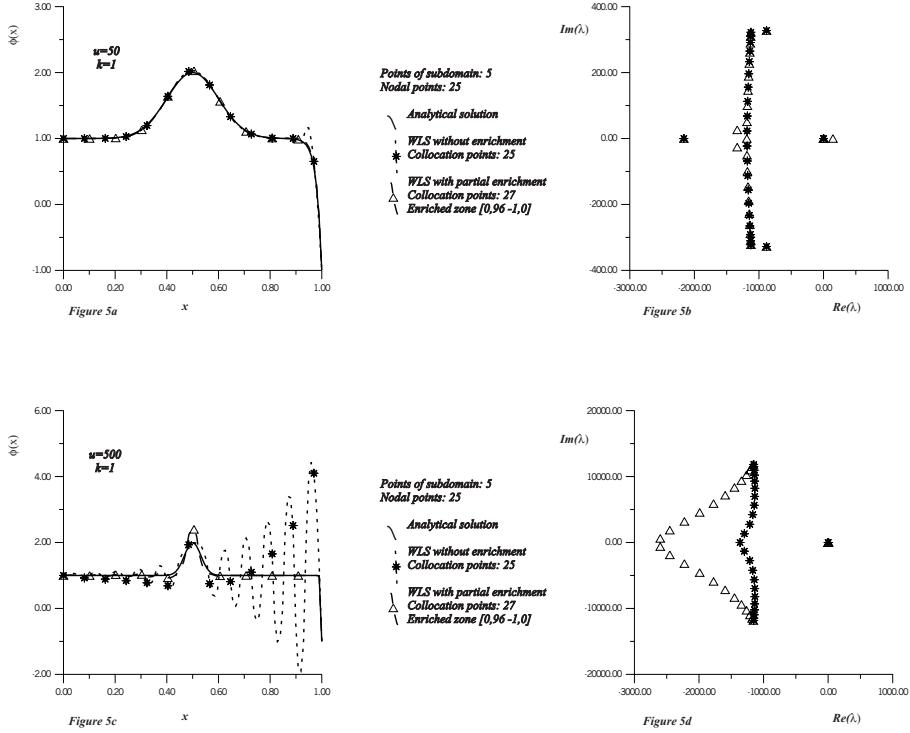 3.00
2.00
1.00
0.00
-1.00
ϕ(x)
u=50
k=1
0.00 0.20 0.40 0.60 0.80 1.00
Figure 5a
x
Points of subdomain: 5
Nodal points: 25
Analytical solution
WLS without enrichment
Collocation points: 25
WLS with partial enrichment
Collocation points: 27
Enriched zone [0,96 -1,0]
Im(λ)
400.00
200.00
0.00
-200.00
-400.00
-3000.00 -2000.00 -1000.00 0.00 1000.00
Figure 5b
Re(λ)
6.00
4.00
2.00
0.00
-2.00
ϕ(x)
u=500
k=1
0.00 0.20 0.40 0.60 0.80 1.00
Figure 5c
x
Points of subdomain: 5
Nodal points: 25
Analytical solution
WLS without enrichment
Collocation points: 25
WLS with partial enrichment
Collocation points: 27
Enriched zone [0,96 -1,0]
Im(λ)
20000.00
10000.00
0.00
-10000.00
-20000.00
-3000.00 -2000.00 -1000.00 0.00 1000.00
Figure 5d
Re(λ)